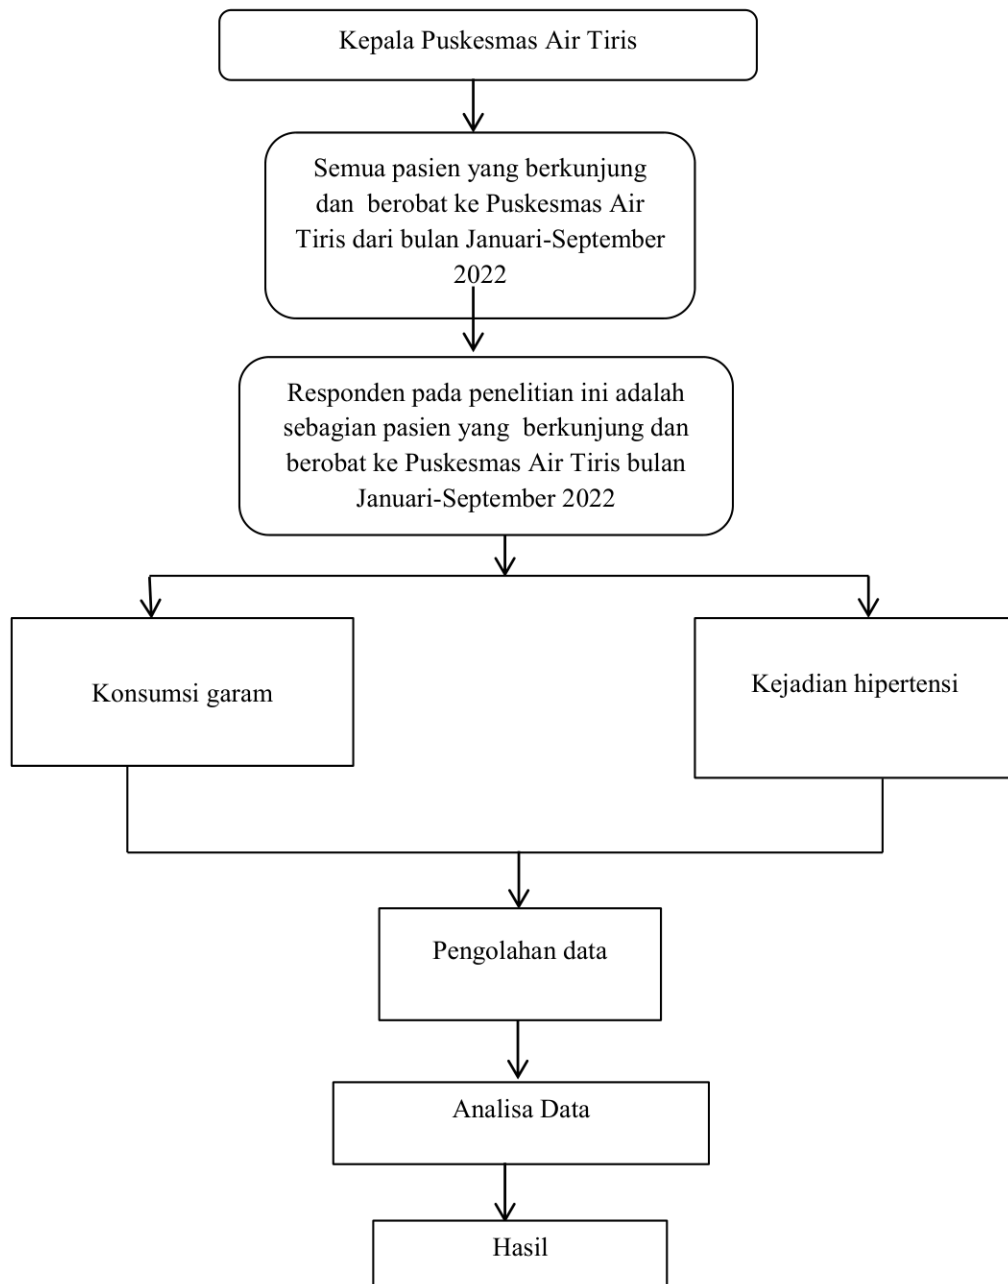 Kepala Puskesmas Air Tiris
Semua pasien yang berkunjung
dan berobat ke Puskesmas Air
Tiris dari bulan Januari-September
2022
Responden pada penelitian ini adalah
sebagian pasien yang berkunjung dan
berobat ke Puskesmas Air Tiris bulan
Januari-September 2022
Konsumsi garam
Kejadian hipertensi
Pengolahan data
Analisa Data
Hasil